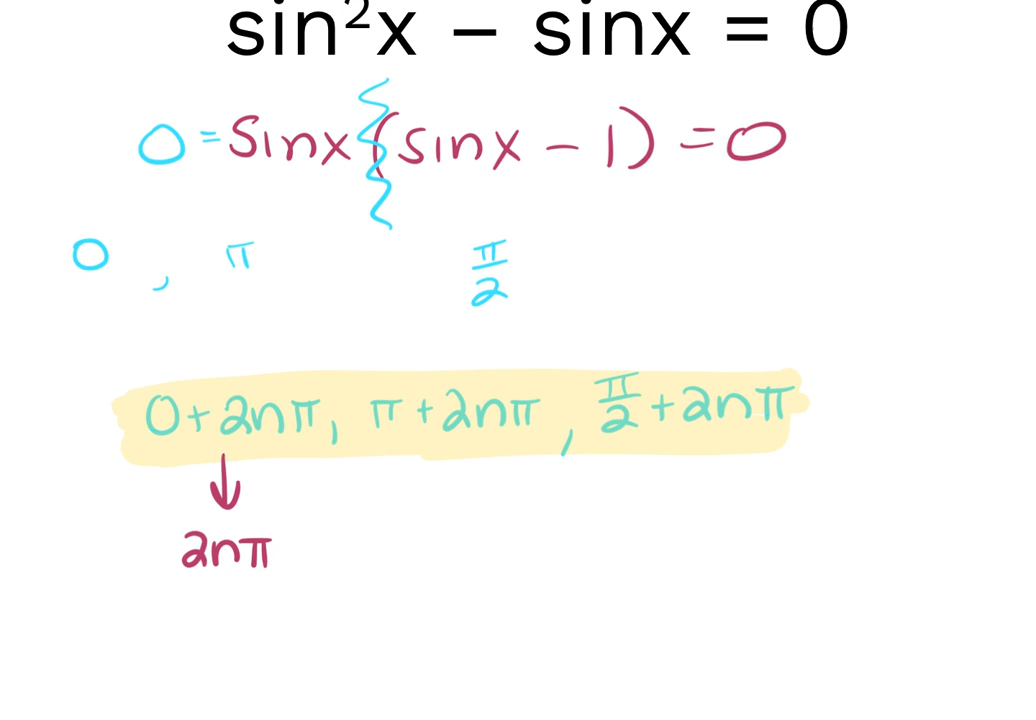 sin²x – sinx = 0
0 = sinx (sinx – 1) = 0
0 , π π/2
0+2nπ, π+2nπ, π/2+2nπ
↓
2nπ